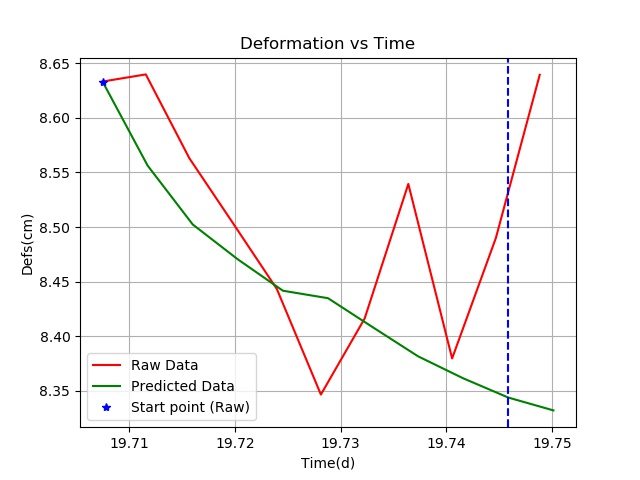 Deformation vs Time
Defs(cm)
8.65
8.60
8.55
8.50
8.45
8.40
8.35
Raw Data
Predicted Data
Start point (Raw)
19.71 19.72 19.73 19.74 19.75
Time(d)